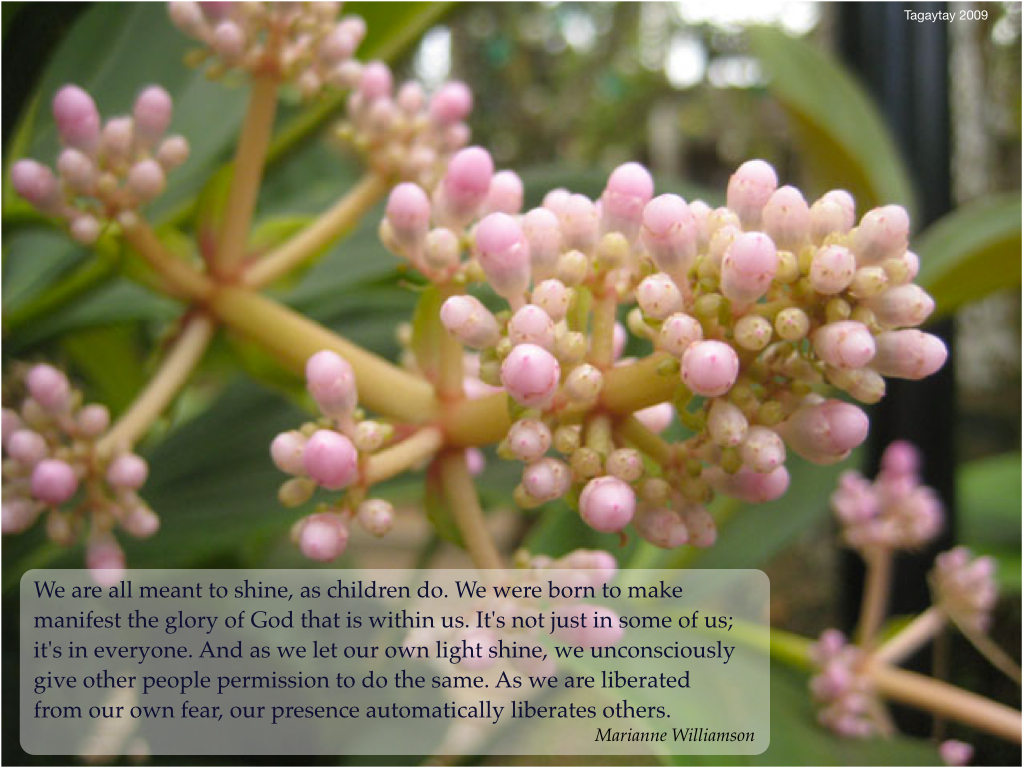 Tagaytay 2009
We are all meant to shine, as children do. We were born to make
manifest the glory of God that is within us. It's not just in some of us;
it's in everyone. And as we let our own light shine, we unconsciously
give other people permission to do the same. As we are liberated
from our own fear, our presence automatically liberates others.
Marianne Williamson